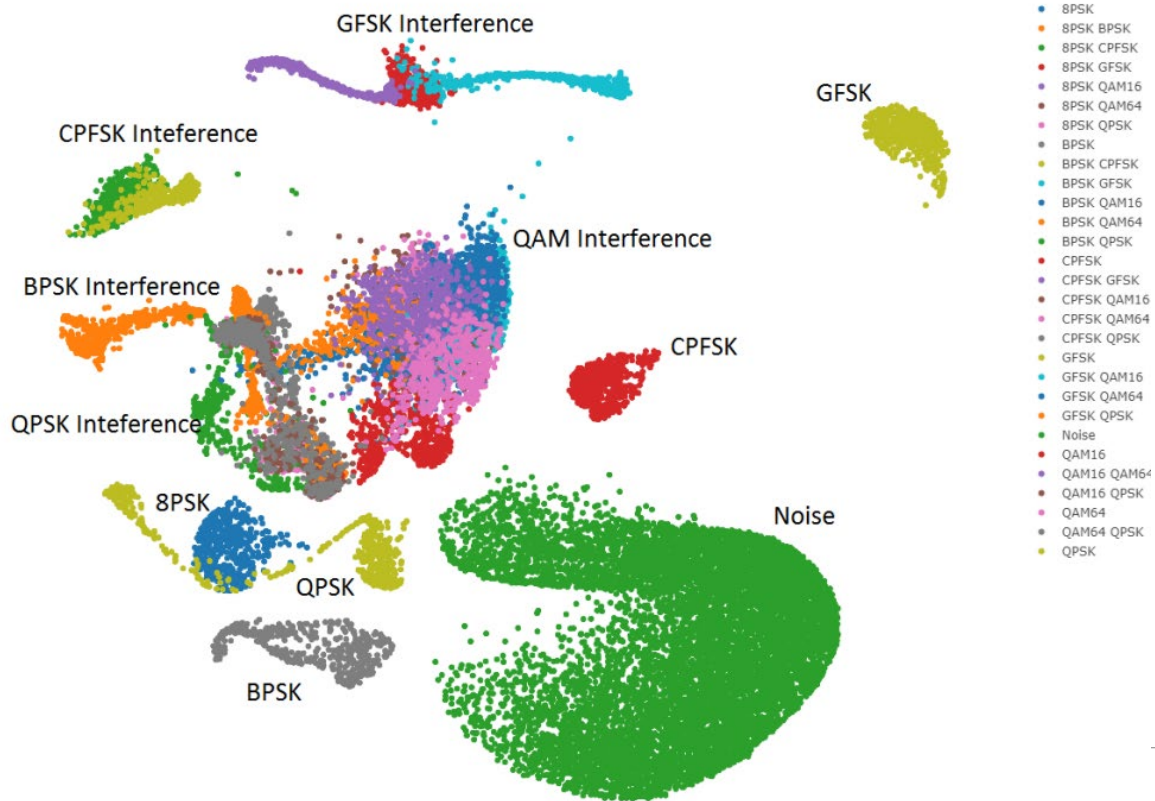 GFSK Interference
GFSK
CPFSK Inteference
QAM Interference
BPSK Interference
CPFSK
QPSK Inteference
8PSK
Noise
QPSK
BPSK
8PSK
8PSK BPSK
8PSK CPFSK
8PSK GFSK
8PSK QAM16
8PSK QAM64
8PSK QPSK
BPSK
BPSK CPFSK
BPSK GFSK
BPSK QAM16
BPSK QAM64
BPSK QPSK
CPFSK
CPFSK GFSK
CPFSK QAM16
CPFSK QAM64
CPFSK QPSK
GFSK
GFSK QAM16
GFSK QAM64
GFSK QPSK
Noise
QAM16
QAM16 QAM64
QAM16 QPSK
QAM64
QAM64 QPSK
QPSK